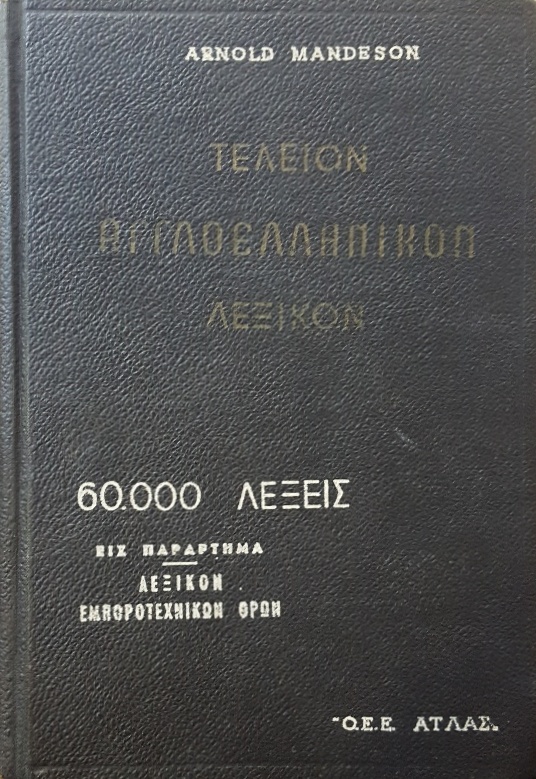 ARNOLD MANDESON
ΤΕΛΕΙΟΝ
ΑΓΓΛΟΕΛΛΗΝΙΚΟΝ
ΛΕΞΙΚΟΝ
60.000 ΛΕΞΕΙΣ
ΕΙΣ ΠΑΡΑΡΤΗΜΑ
ΛΕΞΙΚΟΝ
ΕΜΠΟΡΟΤΕΧΝΙΚΩΝ ΟΡΩΝ
"Ο.Ε.Ε. ΑΤΛΑΣ"